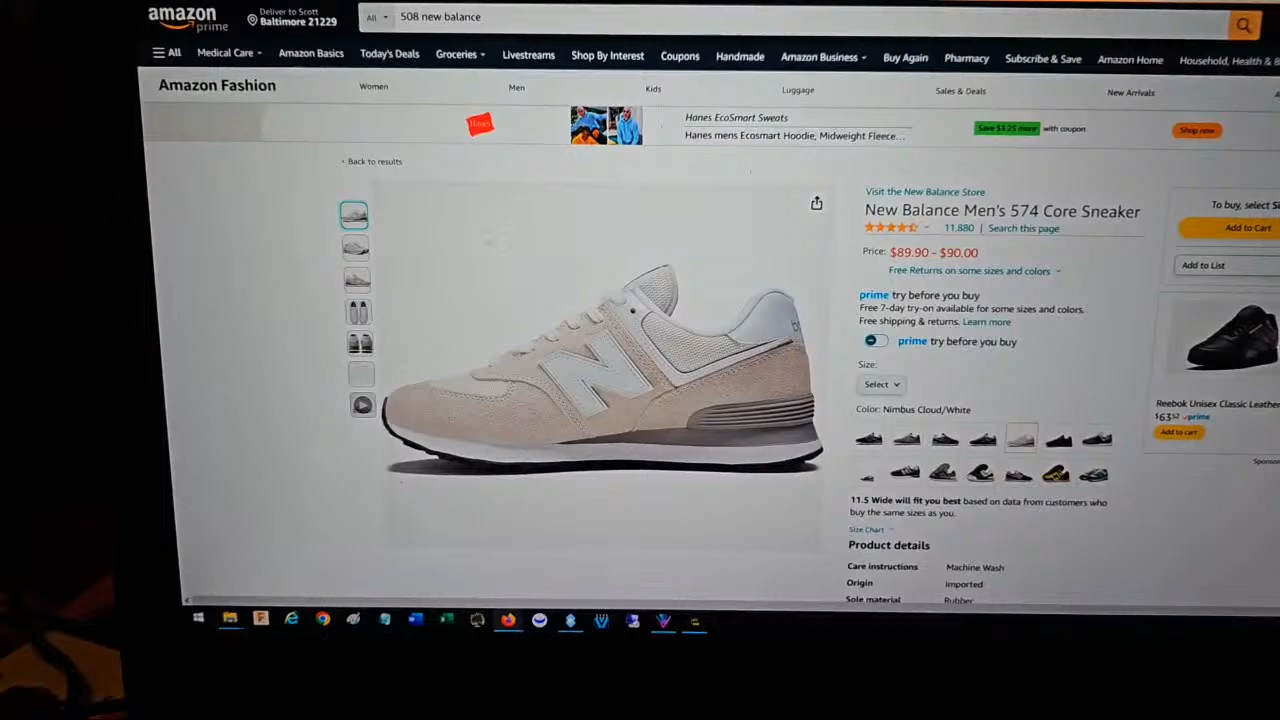 amazon
prime
Deliver to Scott
Baltimore 21229
All
508 new balance
All
Medical Care
Amazon Basics
Today's Deals
Groceries
Livestreams
Shop By Interest
Coupons
Handmade
Amazon Business
Buy Again
Pharmacy
Subscribe & Save
Amazon Home
Household, Health & B
Amazon Fashion
Women
Men
Kids
Luggage
Sales & Deals
New Arrivals
Hanes
Hanes EcoSmart Sweats
Hanes mens Ecosmart Hoodie, Midweight Fleece...
Save $3.25 more with coupon
Shop now
‹ Back to results
Visit the New Balance Store
New Balance Men's 574 Core Sneaker
11,880 | Search this page
Price: $89.90 - $90.00
Free Returns on some sizes and colors
prime try before you buy
Free 7-day try-on available for some sizes and colors.
Free shipping & returns. Learn more
prime try before you buy
Size:
Select
Color: Nimbus Cloud/White
11.5 Wide will fit you best based on data from customers who
buy the same sizes as you.
Size Chart
Product details
Care instructions Machine Wash
Origin Imported
Sole material Rubber
To buy, select Si
Add to Cart
Add to List
Reebok Unisex Classic Leather
$63.52 prime
Add to cart
Sponso
N